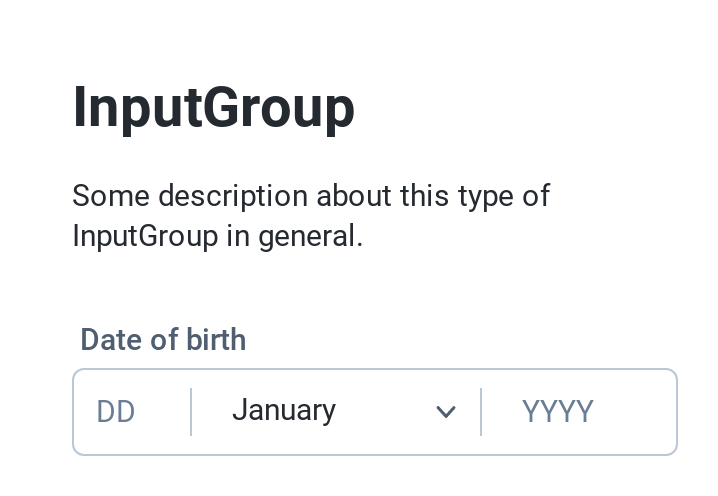 InputGroup
Some description about this type of
InputGroup in general.
Date of birth
DD January YYYY